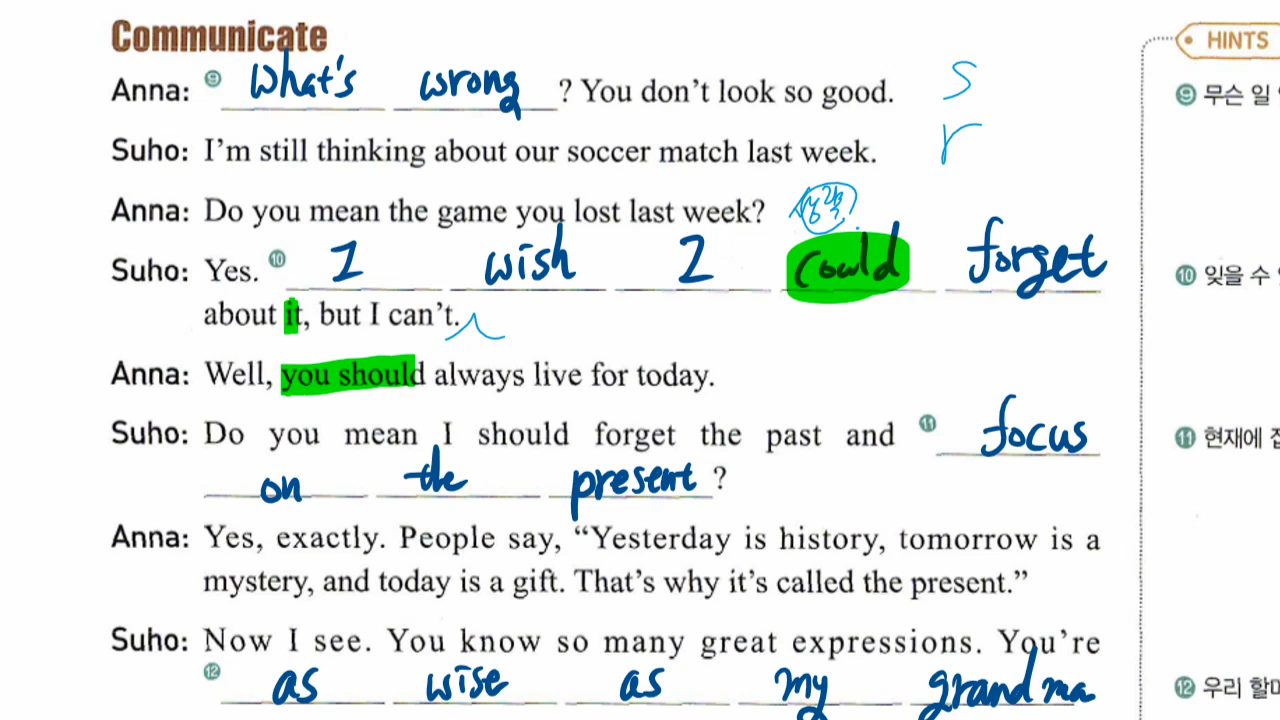 Communicate
HINTS
Anna: ⑨ What's wrong ? You don't look so good.
s
⑨ 무슨 일
Suho: I'm still thinking about our soccer match last week.
r
Anna: Do you mean the game you lost last week?
Suho: Yes. ⑩ I wish I could forget
⑩ 잊을 수
about it, but I can't.
Anna: Well, you should always live for today.
Suho: Do you mean I should forget the past and ⑪ focus
⑪ 현재에
on the present ?
Anna: Yes, exactly. People say, “Yesterday is history, tomorrow is a
mystery, and today is a gift. That's why it's called the present.”
Suho: Now I see. You know so many great expressions. You're
⑫ as wise as my grandma
⑫ 우리